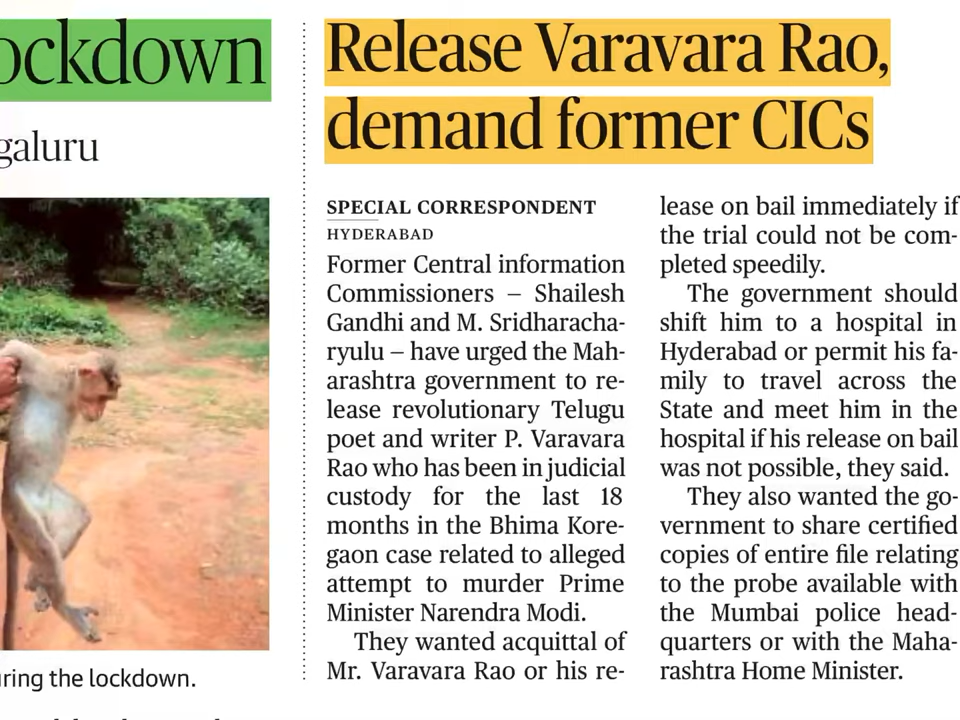 ockdown
galuru
uring the lockdown.
Release Varavara Rao,
demand former CICs
SPECIAL CORRESPONDENT
HYDERABAD
Former Central information
Commissioners – Shailesh
Gandhi and M. Sridharacha-
ryulu – have urged the Mah-
arashtra government to re-
lease revolutionary Telugu
poet and writer P. Varavara
Rao who has been in judicial
custody for the last 18
months in the Bhima Kore-
gaon case related to alleged
attempt to murder Prime
Minister Narendra Modi.
They wanted acquittal of
Mr. Varavara Rao or his re-
lease on bail immediately if
the trial could not be com-
pleted speedily.
The government should
shift him to a hospital in
Hyderabad or permit his fa-
mily to travel across the
State and meet him in the
hospital if his release on bail
was not possible, they said.
They also wanted the go-
vernment to share certified
copies of entire file relating
to the probe available with
the Mumbai police head-
quarters or with the Maha-
rashtra Home Minister.